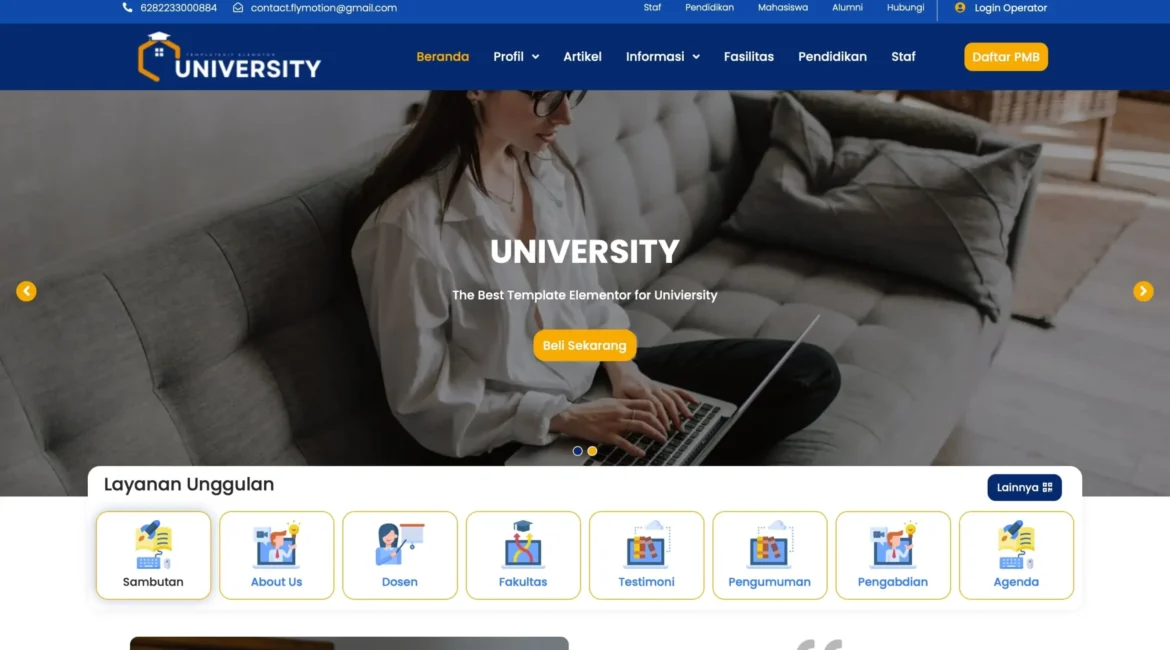 6282233000884 contact.flymotion@gmail.com Staf Pendidikan Mahasiswa Alumni Hubungi Login Operator
TEMPLATEKIT ELEMENTOR
UNIVERSITY
Beranda Profil Artikel Informasi Fasilitas Pendidikan Staf Daftar PMB
UNIVERSITY
The Best Template Elementor for Univiersity
Beli Sekarang
Layanan Unggulan Lainnya
Sambutan About Us Dosen Fakultas Testimoni Pengumuman Pengabdian Agenda